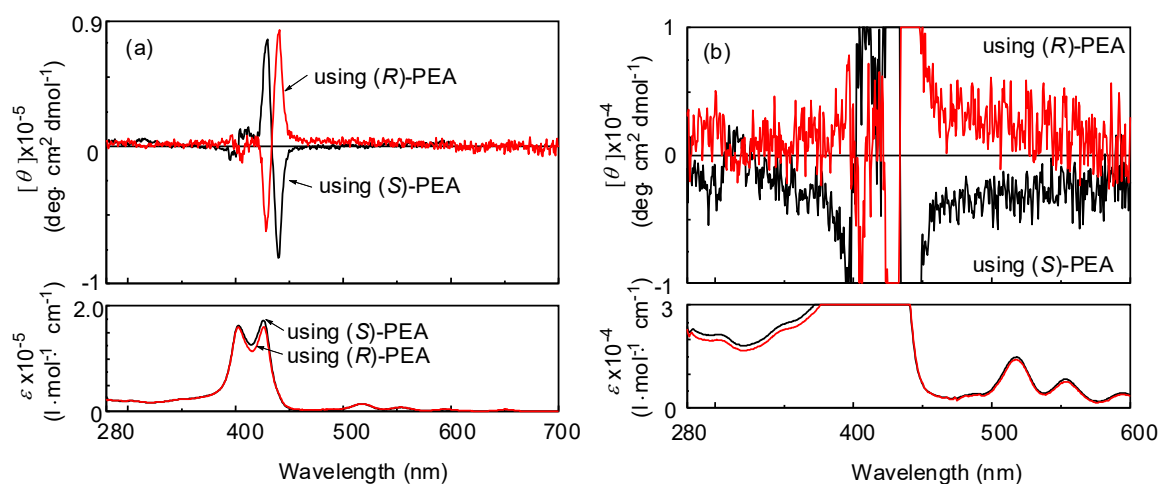 (a)
0.9
0
-1
[θ]x10⁻⁵
(deg· cm² dmol⁻¹)
using (R)-PEA
using (S)-PEA
2.0
0
ε x10⁻⁵
(l·mol⁻¹ cm⁻¹)
using (S)-PEA
using (R)-PEA
280 400 500 600 700
Wavelength (nm)
(b)
1
0
-1
[θ]x10⁻⁴
(deg· cm² dmol⁻¹)
using (R)-PEA
using (S)-PEA
3
0
ε x10⁻⁴
(l·mol⁻¹ cm⁻¹)
280 400 500 600
Wavelength (nm)